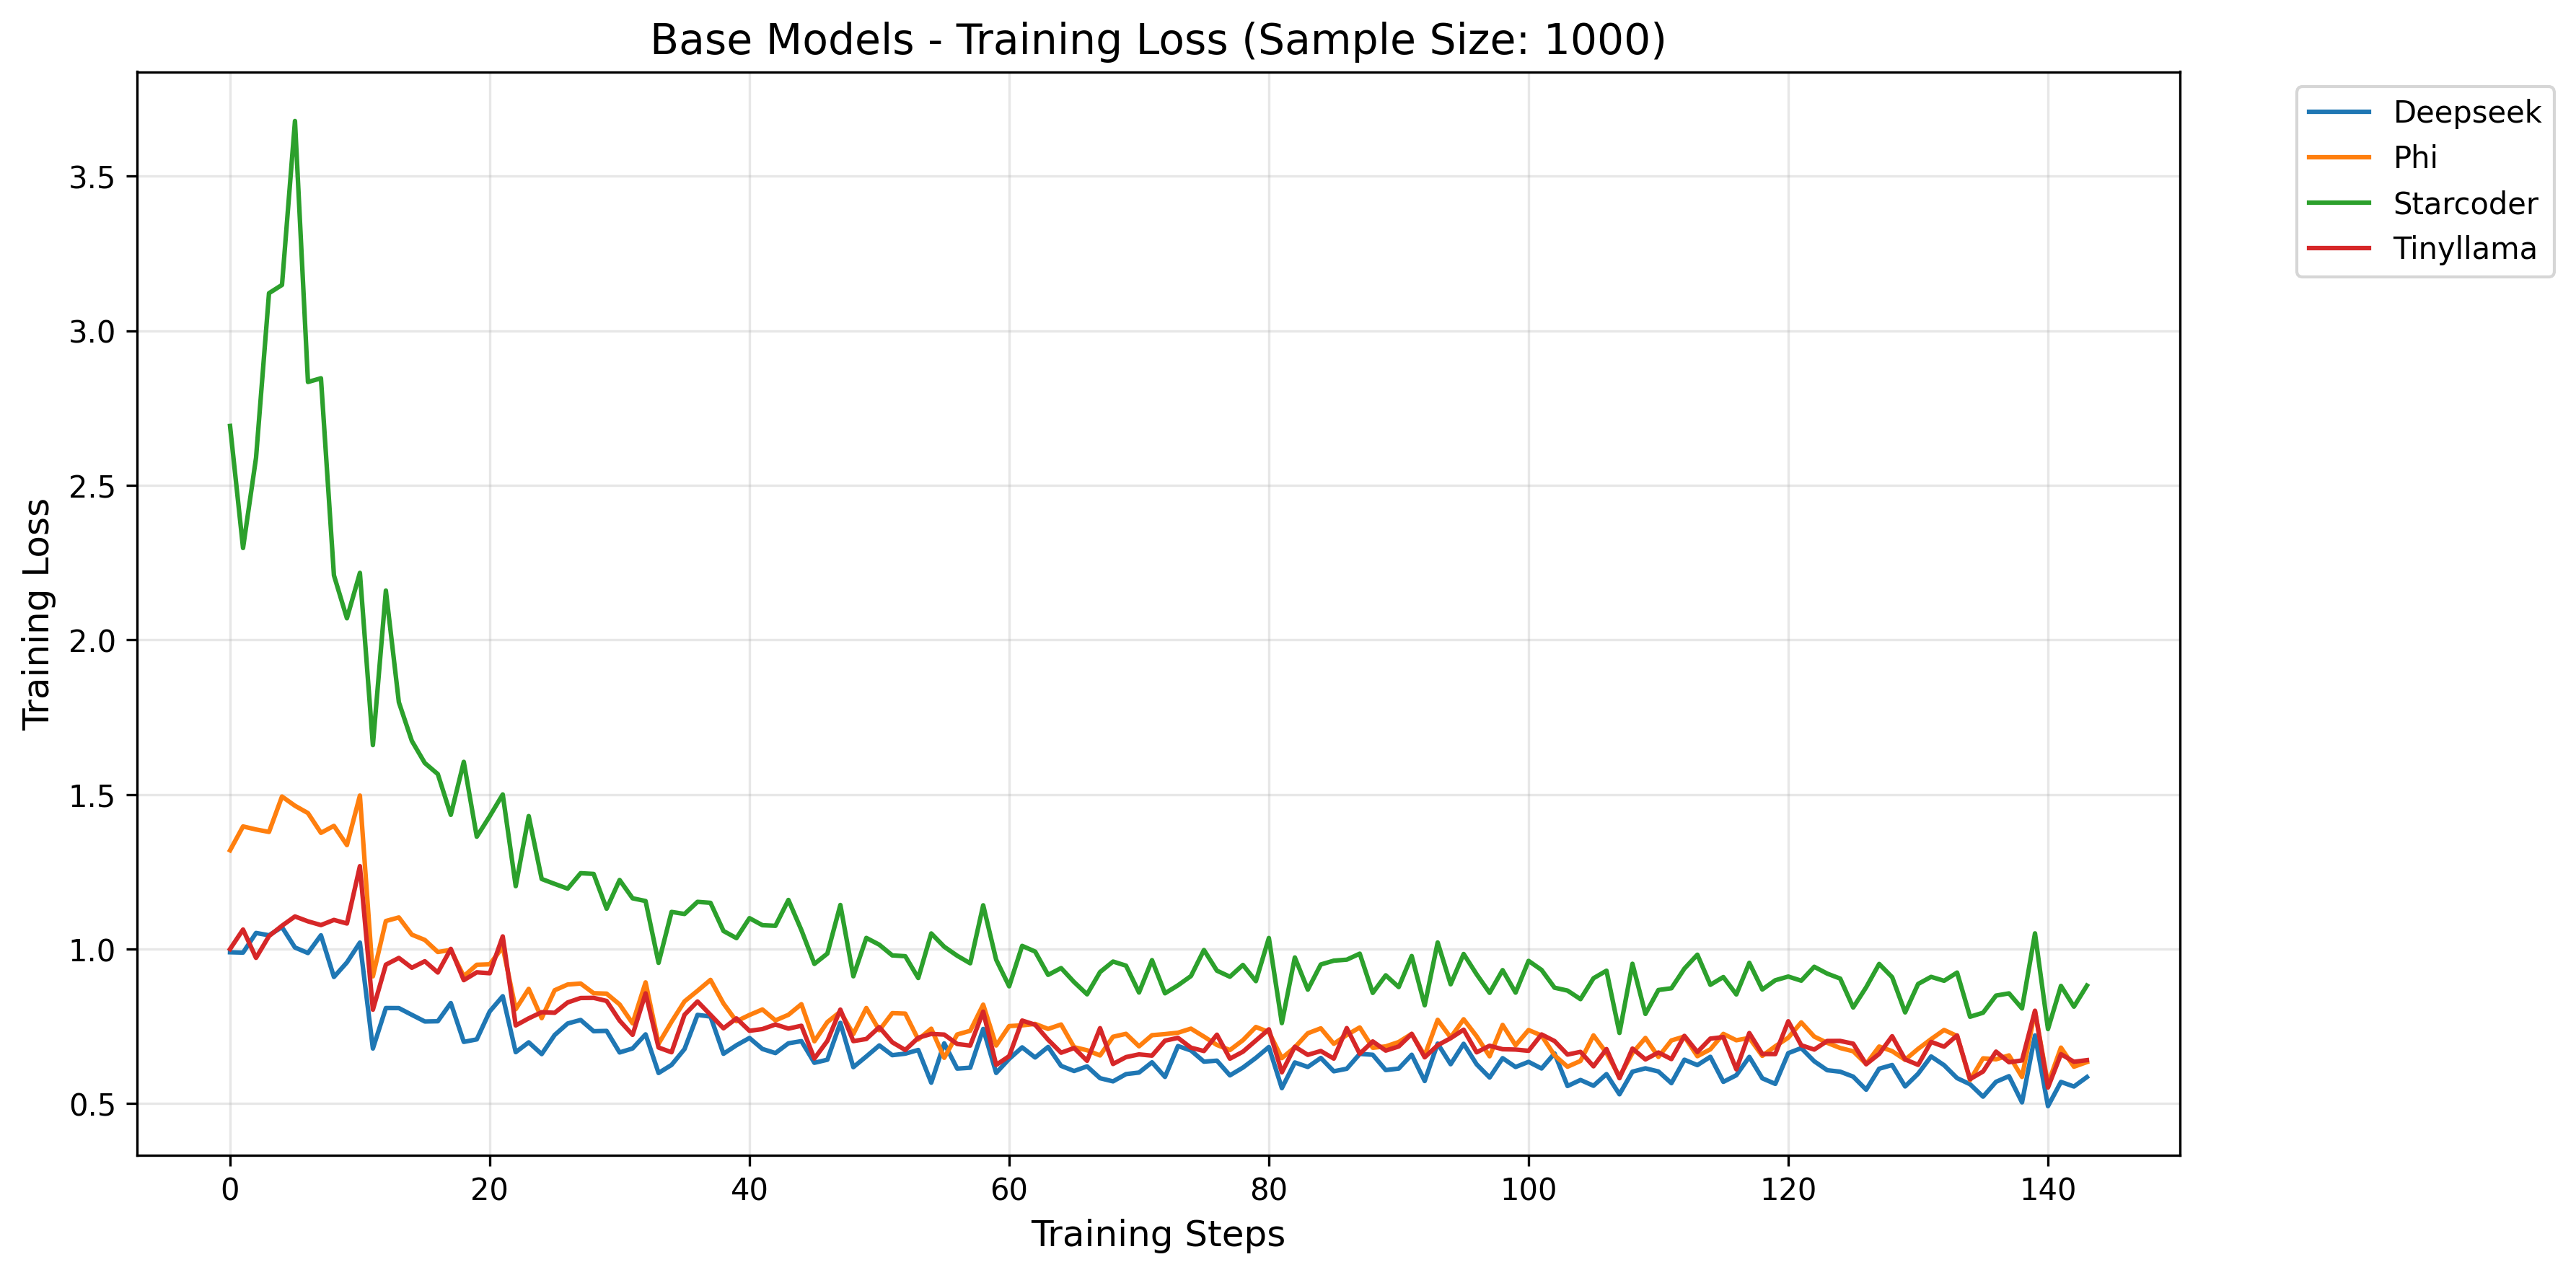 Base Models - Training Loss (Sample Size: 1000)
Deepseek
Phi
Starcoder
Tinyllama
Training Loss
3.5
3.0
2.5
2.0
1.5
1.0
0.5
0 20 40 60 80 100 120 140
Training Steps